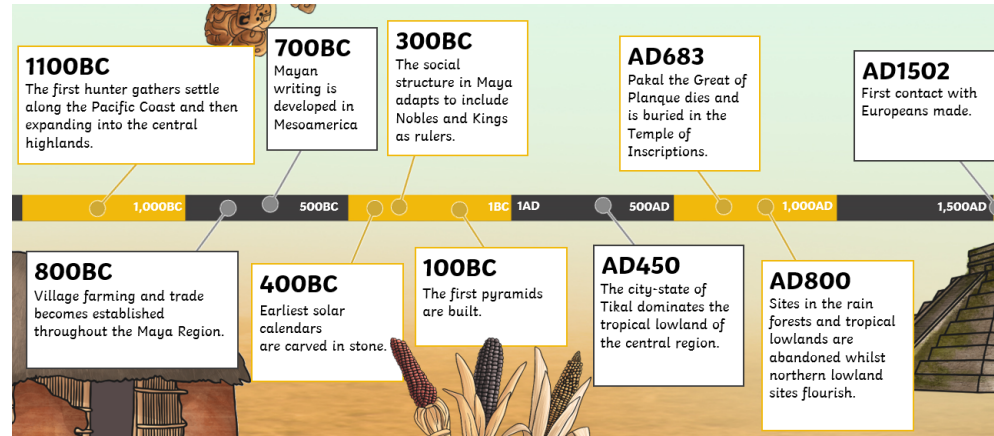 1100BC
The first hunter gathers settle
along the Pacific Coast and then
expanding into the central
highlands.
700BC
Mayan
writing is
developed in
Mesoamerica
300BC
The social
structure in Maya
adapts to include
Nobles and Kings
as rulers.
AD683
Pakal the Great of
Planque dies and
is buried in the
Temple of
Inscriptions.
AD1502
First contact with
Europeans made.
1,000BC
500BC
1BC
1AD
500AD
1,000AD
1,500AD
800BC
Village farming and trade
becomes established
throughout the Maya Region.
400BC
Earliest solar
calendars
are carved in stone.
100BC
The first pyramids
are built.
AD450
The city-state of
Tikal dominates the
tropical lowland of
the central region.
AD800
Sites in the rain
forests and tropical
lowlands are
abandoned whilst
northern lowland
sites flourish.